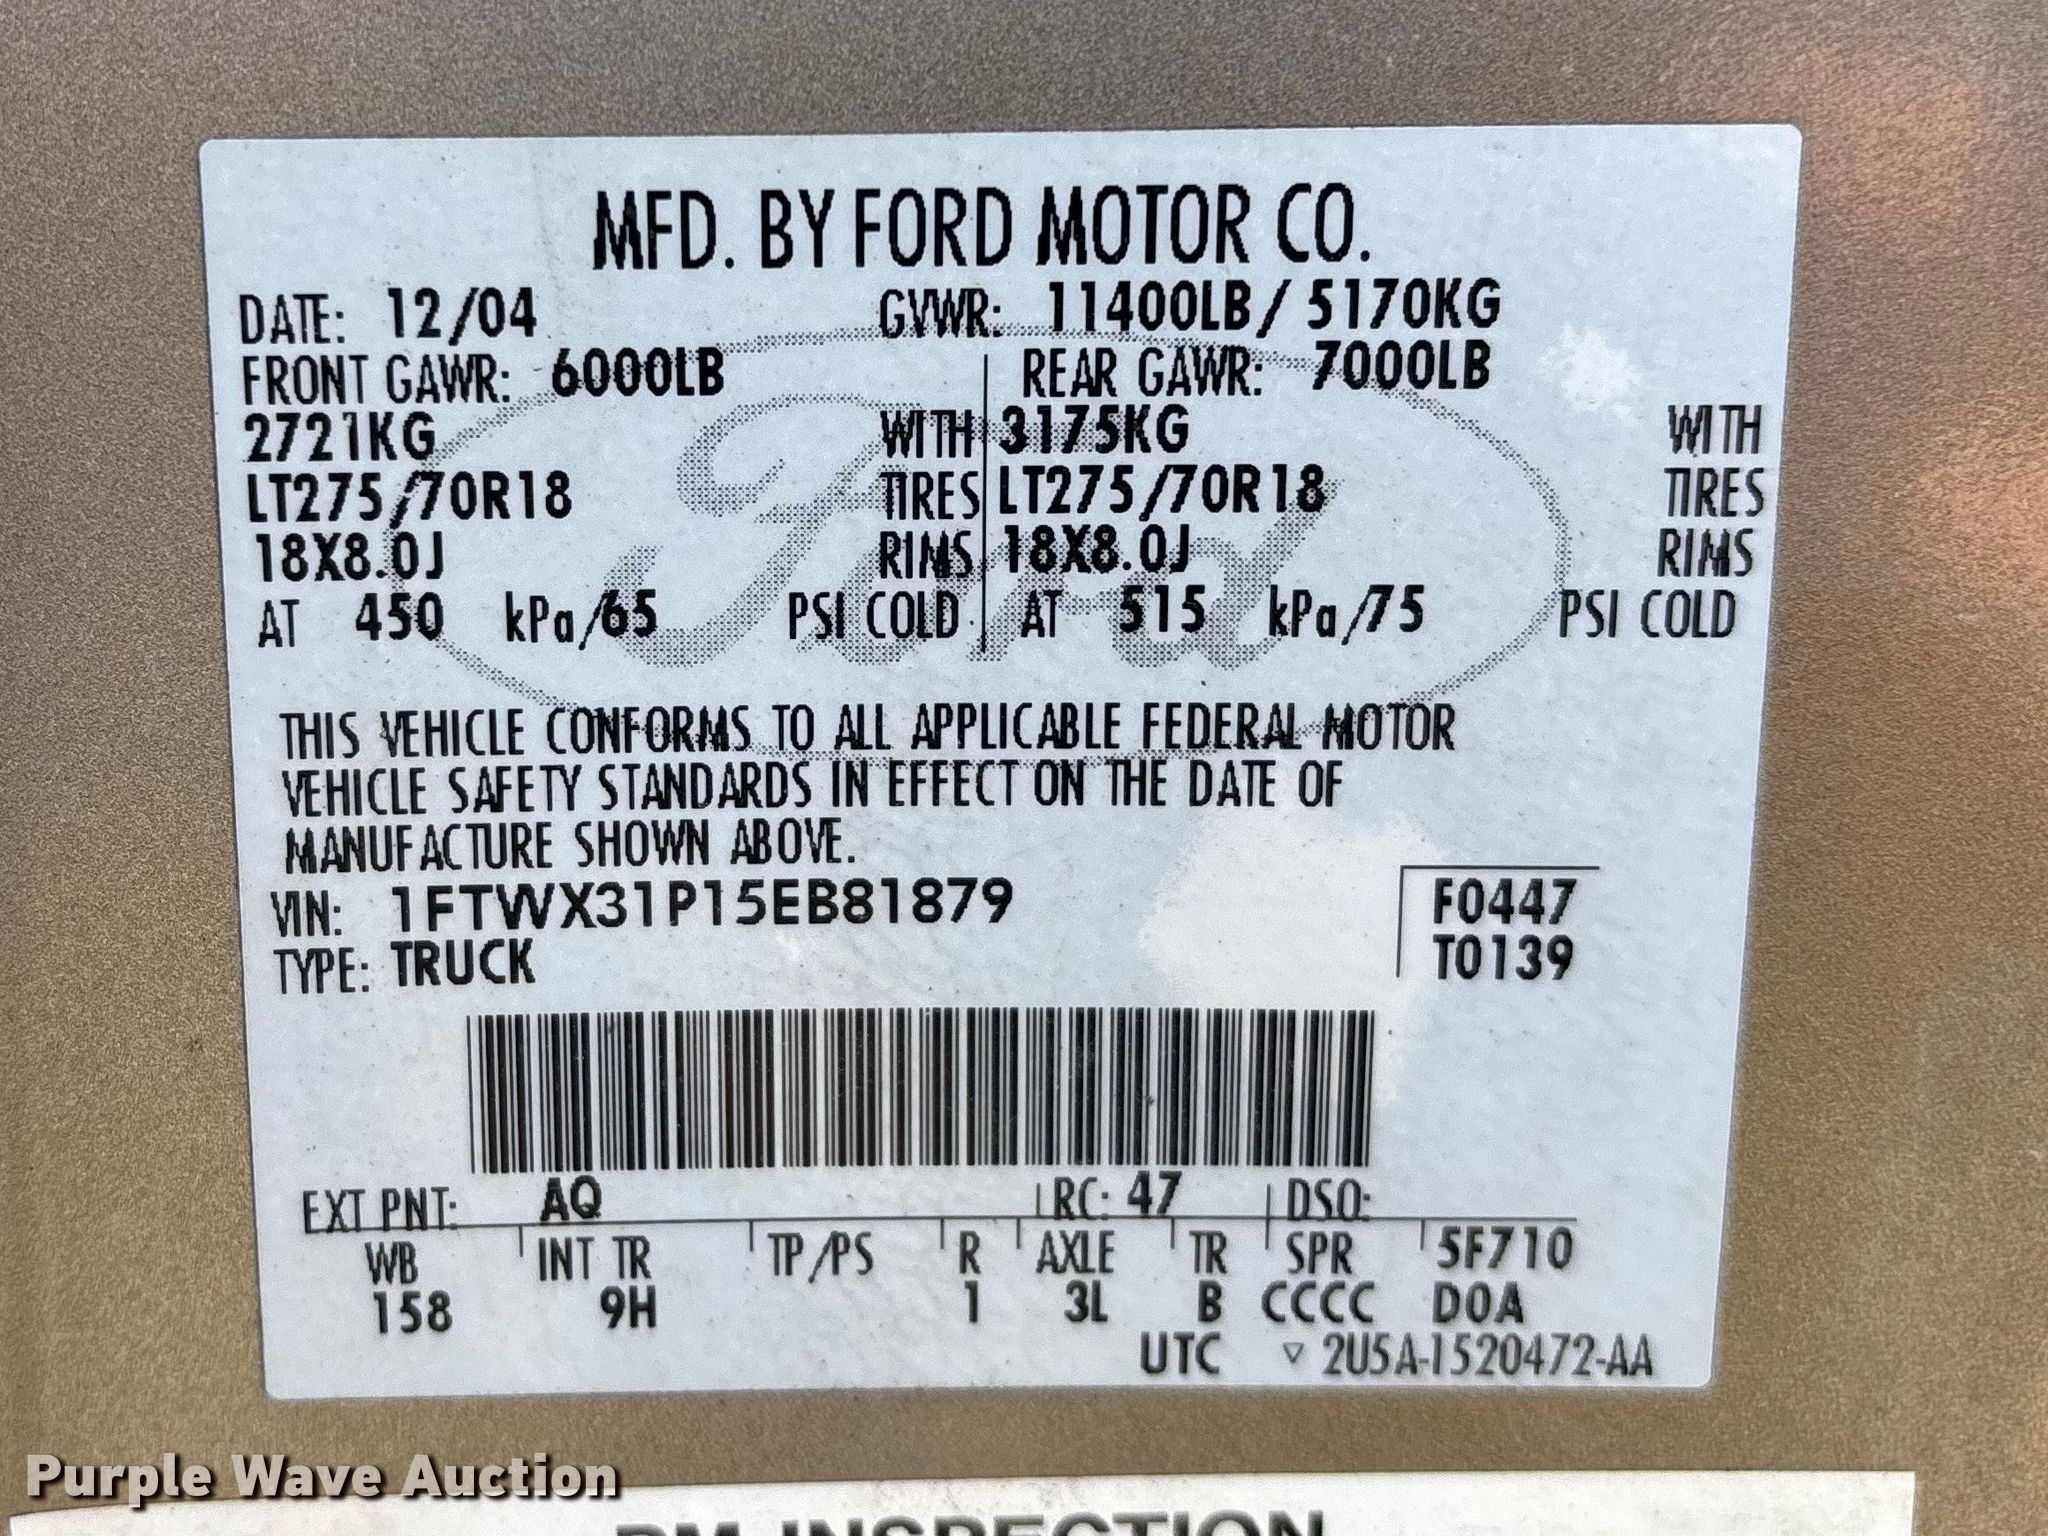 MFD. BY FORD MOTOR CO.
DATE: 12/04 GVWR: 11400LB/ 5170KG
FRONT GAWR: 6000LB REAR GAWR: 7000LB
2721KG WITH 3175KG WITH
LT275/70R18 TIRES LT275/70R18 TIRES
18X8.0J RIMS 18X8.0J RIMS
AT 450 kPa/65 PSI COLD AT 515 kPa/75 PSI COLD
Ford
THIS VEHICLE CONFORMS TO ALL APPLICABLE FEDERAL MOTOR
VEHICLE SAFETY STANDARDS IN EFFECT ON THE DATE OF
MANUFACTURE SHOWN ABOVE.
VIN: 1FTWX31P15EB81879 F0447
TYPE: TRUCK T0139
EXT PNT: AQ RC: 47 DSO:
WB INT TR TP/PS R AXLE TR SPR 5F710
158 9H 1 3L B CCCC D0A
UTC ▽ 2U5A-1520472-AA
Purple Wave Auction
PM INSPECTION